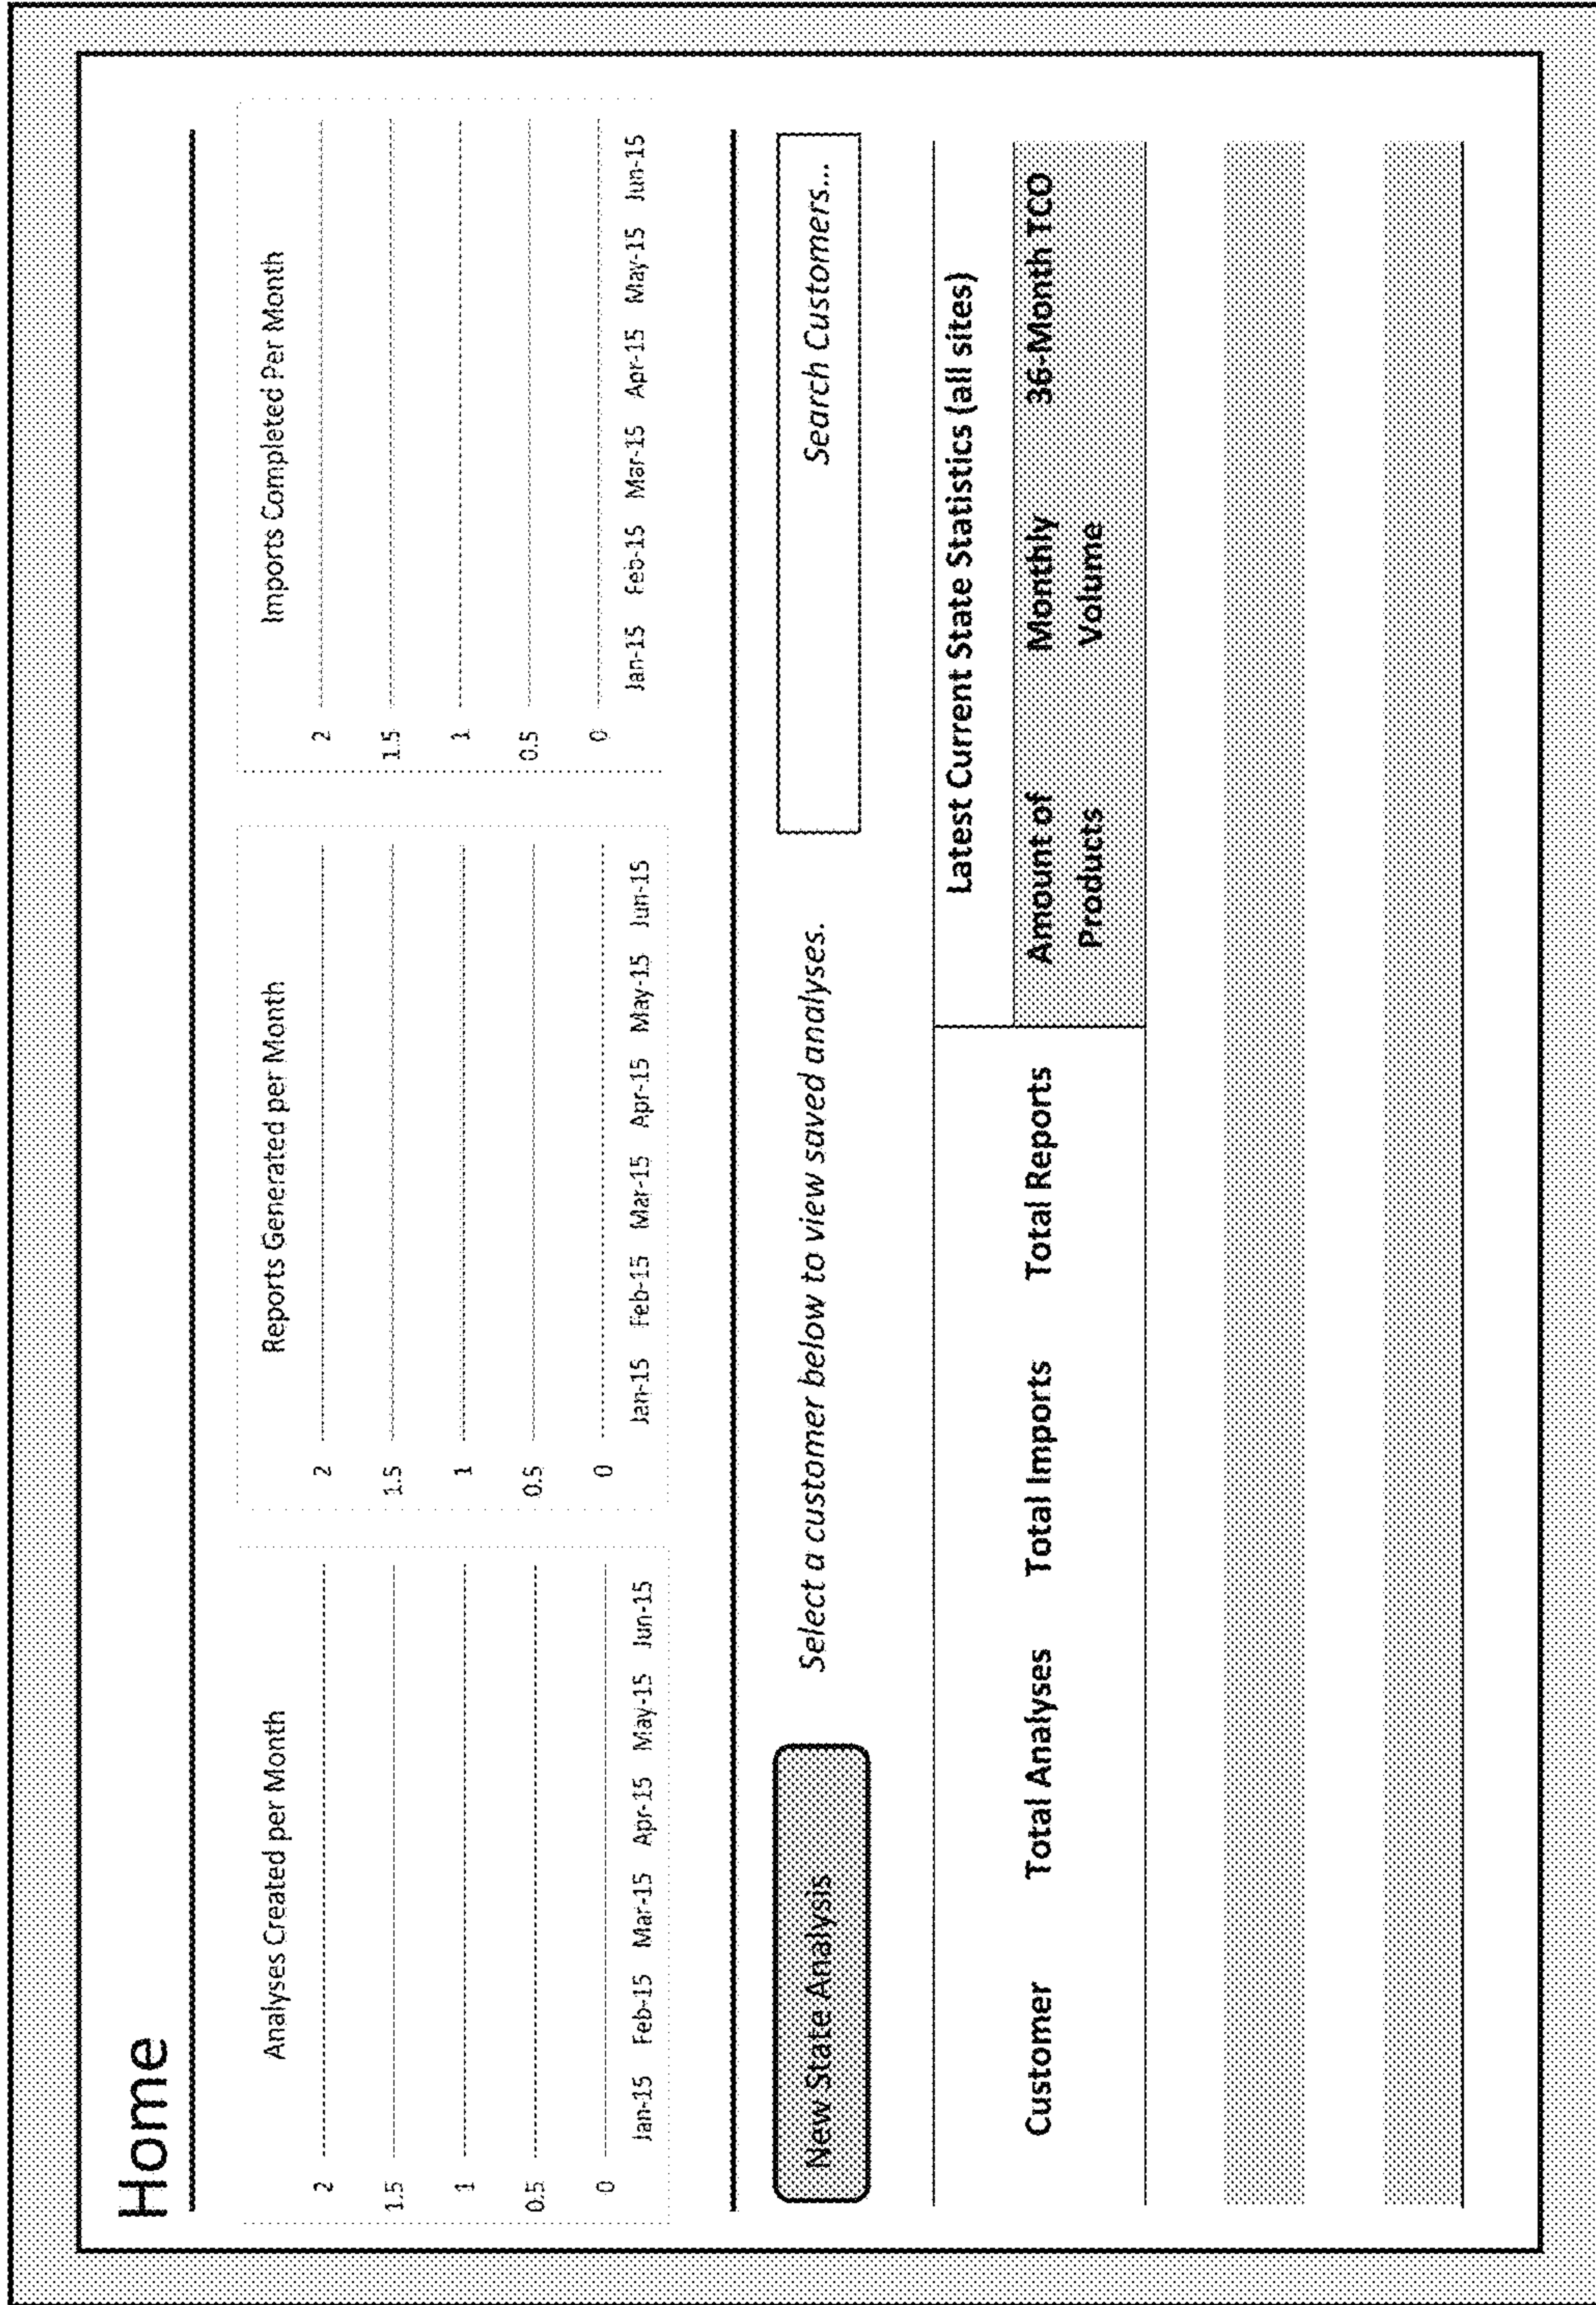 Home
Analyses Created per Month
2
1.5
1
0.5
0
Jan-15 Feb-15 Mar-15 Apr-15 May-15 Jun-15
Reports Generated per Month
2
1.5
1
0.5
0
Jan-15 Feb-15 Mar-15 Apr-15 May-15 Jun-15
Imports Completed Per Month
2
1.5
1
0.5
0
Jan-15 Feb-15 Mar-15 Apr-15 May-15 Jun-15
New State Analysis
Select a customer below to view saved analyses.
Search Customers...
Latest Current State Statistics (all sites)
Customer Total Analyses Total Imports Total Reports Amount of Monthly 36-Month TCO
Products Volume